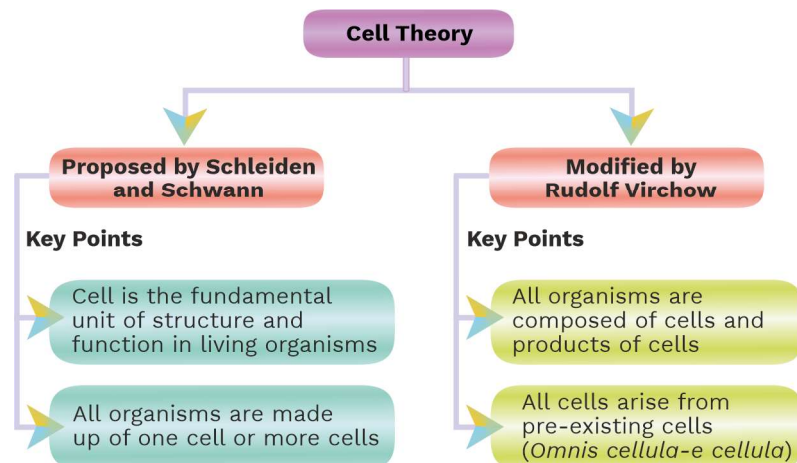 Cell Theory
Proposed by Schleiden
and Schwann
Key Points
Cell is the fundamental
unit of structure and
function in living organisms
All organisms are made
up of one cell or more cells
Modified by
Rudolf Virchow
Key Points
All organisms are
composed of cells and
products of cells
All cells arise from
pre-existing cells
(Omnis cellula-e cellula)